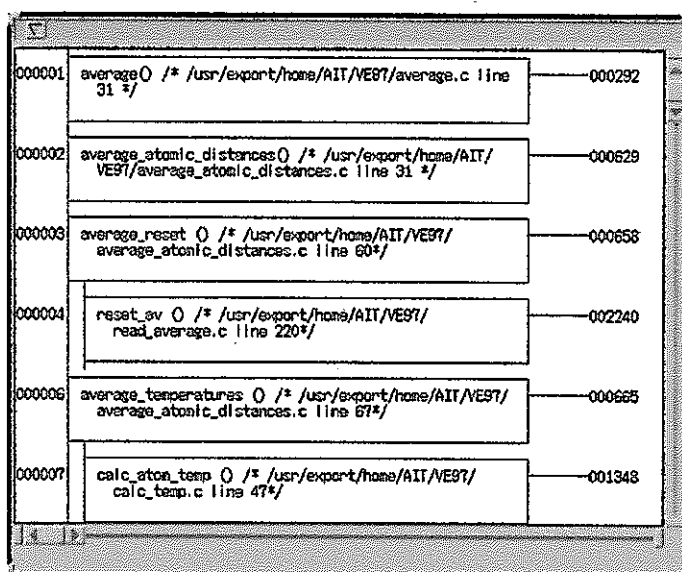 000001 average() /* /usr/export/home/AIT/VE97/average.c line 000292
31 */
000002 average_atomic_distances() /* /usr/export/home/AIT/ 000629
VE97/average_atomic_distances.c line 31 */
000003 average_reset () /* /usr/export/home/AIT/VE97/ 000658
average_atomic_distances.c line 60*/
000004 reset_av () /* /usr/export/home/AIT/VE97/ 002240
read_average.c line 220*/
000006 average_temperatures () /* /usr/export/home/AIT/VE97/ 000665
average_atomic_distances.c line 67*/
000007 calc_atom_temp () /* /usr/export/home/AIT/VE97/ 001348
calc_temp.c line 47*/